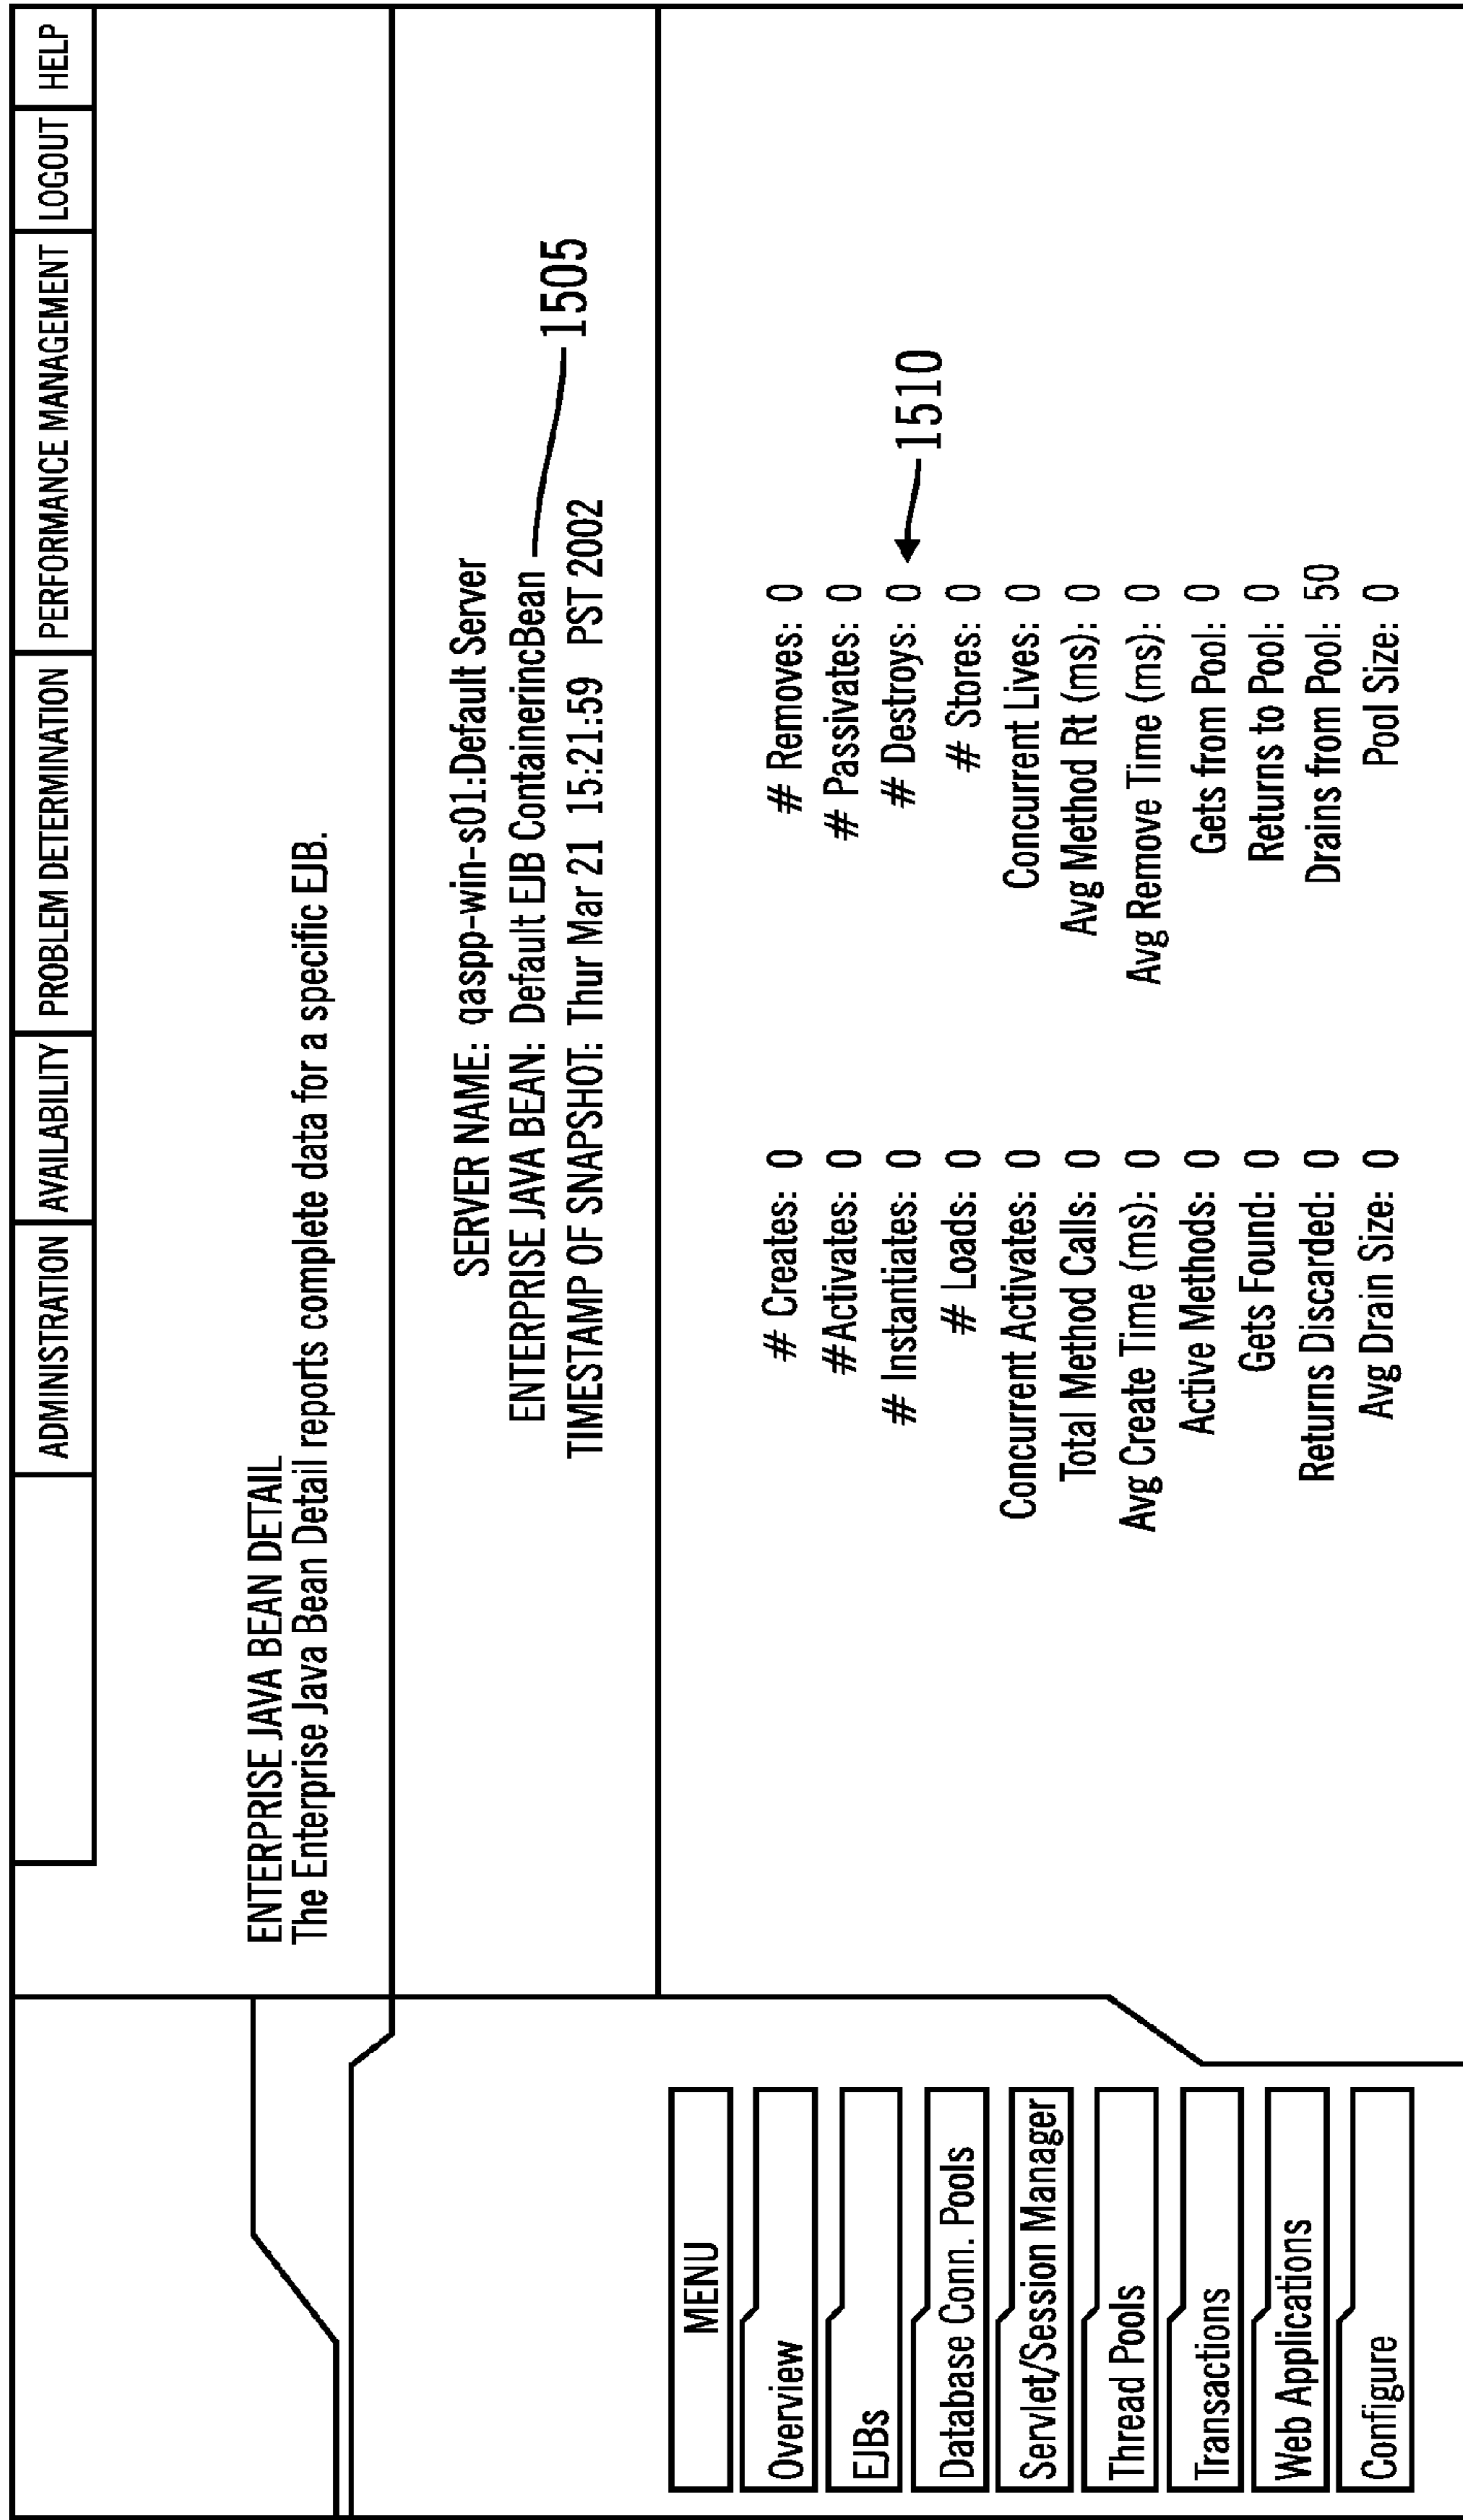 ADMINISTRATION AVAILABILITY PROBLEM DETERMINATION PERFORMANCE MANAGEMENT LOGOUT HELP
ENTERPRISE JAVA BEAN DETAIL
The Enterprise Java Bean Detail reports complete data for a specific EJB.
SERVER NAME: qaspp-win-s01:Default Server
ENTERPRISE JAVA BEAN: Default EJB ContainerincBean
1505
TIMESTAMP OF SNAPSHOT: Thur Mar 21 15:21:59 PST 2002
MENU
Overview
EJBs
Database Conn. Pools
Servlet/Session Manager
Thread Pools
Transactions
Web Applications
Configure
# Creates: 0 # Removes: 0
#Activates: 0 # Passivates: 0
# Instantiates: 0 # Destroys: 0
1510
# Loads: 0 # Stores: 0
Concurrent Activates: 0 Concurrent Lives: 0
Total Method Calls: 0 Avg Method Rt (ms): 0
Avg Create Time (ms): 0 Avg Remove Time (ms): 0
Active Methods: 0 Gets from Pool: 0
Gets Found: 0 Returns to Pool: 0
Returns Discarded: 0 Drains from Pool: 50
Avg Drain Size: 0 Pool Size: 0